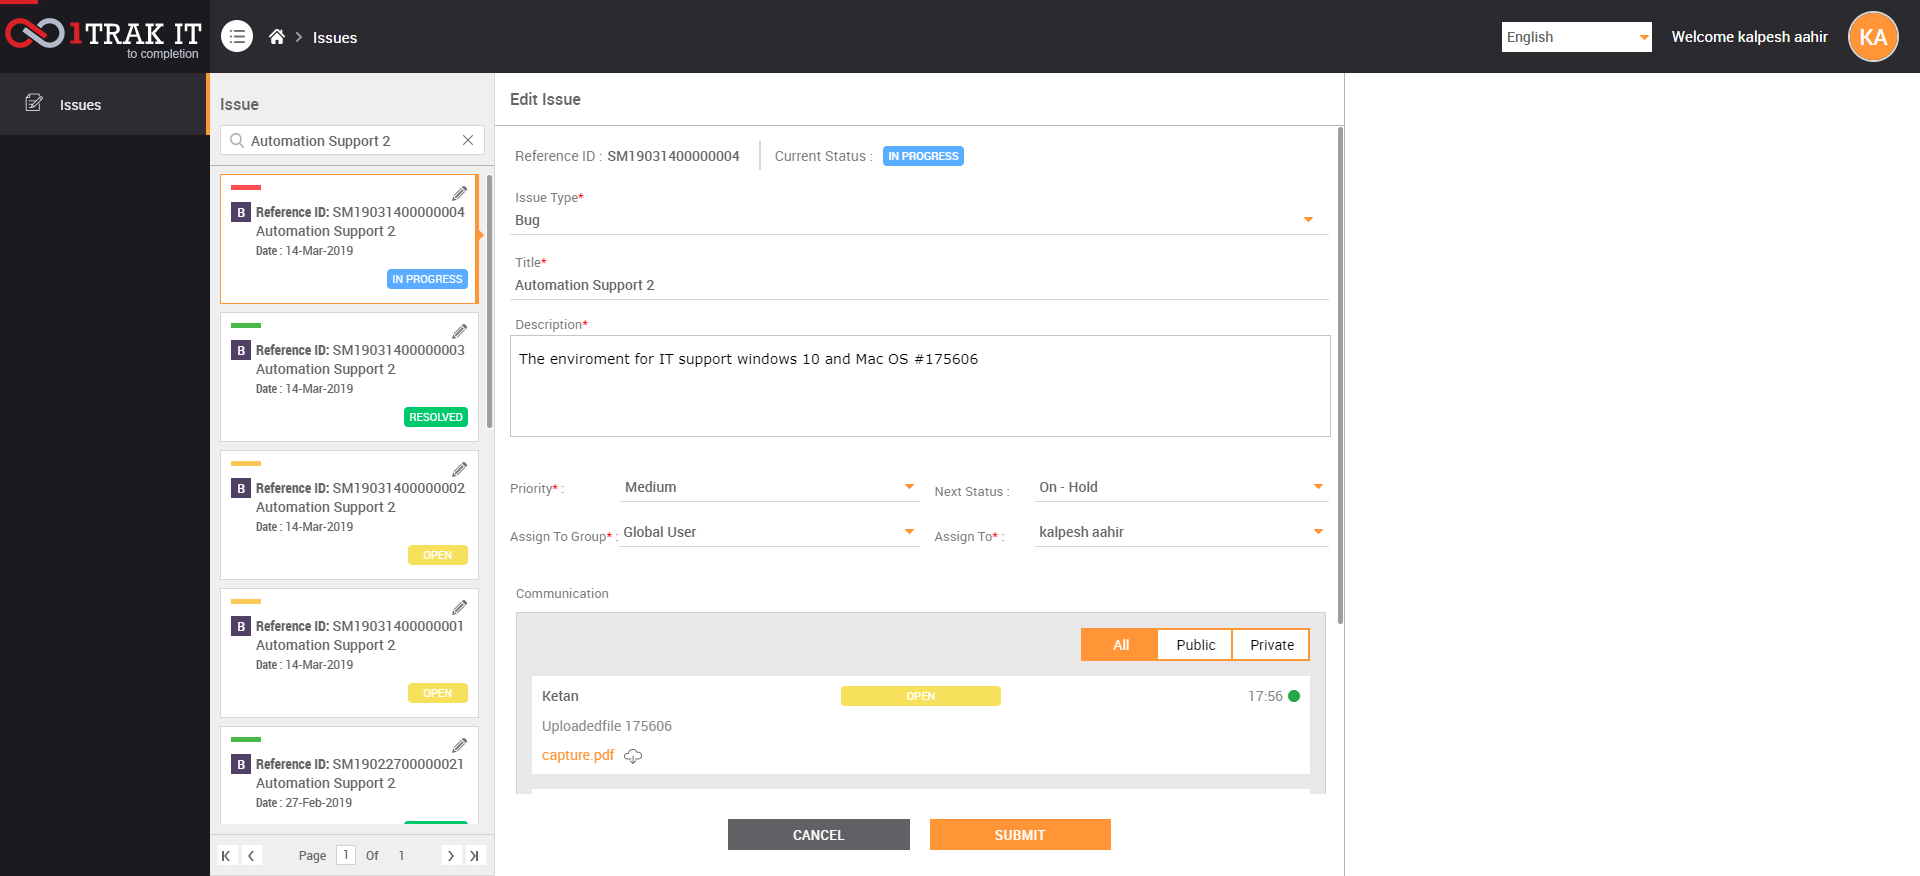 1TRAK IT
to completion
Issues
English
Welcome kalpesh aahir
KA
Issues
Issue
Automation Support 2
B
Reference ID: SM19031400000004
Automation Support 2
Date : 14-Mar-2019
IN PROGRESS
B
Reference ID: SM19031400000003
Automation Support 2
Date : 14-Mar-2019
RESOLVED
B
Reference ID: SM19031400000002
Automation Support 2
Date : 14-Mar-2019
OPEN
B
Reference ID: SM19031400000001
Automation Support 2
Date : 14-Mar-2019
OPEN
B
Reference ID: SM19022700000021
Automation Support 2
Date : 27-Feb-2019
Page 1 Of 1
Edit Issue
Reference ID : SM19031400000004
Current Status : IN PROGRESS
Issue Type*
Bug
Title*
Automation Support 2
Description*
The enviroment for IT support windows 10 and Mac OS #175606
Priority* : Medium
Next Status : On - Hold
Assign To Group* : Global User
Assign To* : kalpesh aahir
Communication
All Public Private
Ketan OPEN 17:56
Uploadedfile 175606
capture.pdf
CANCEL SUBMIT